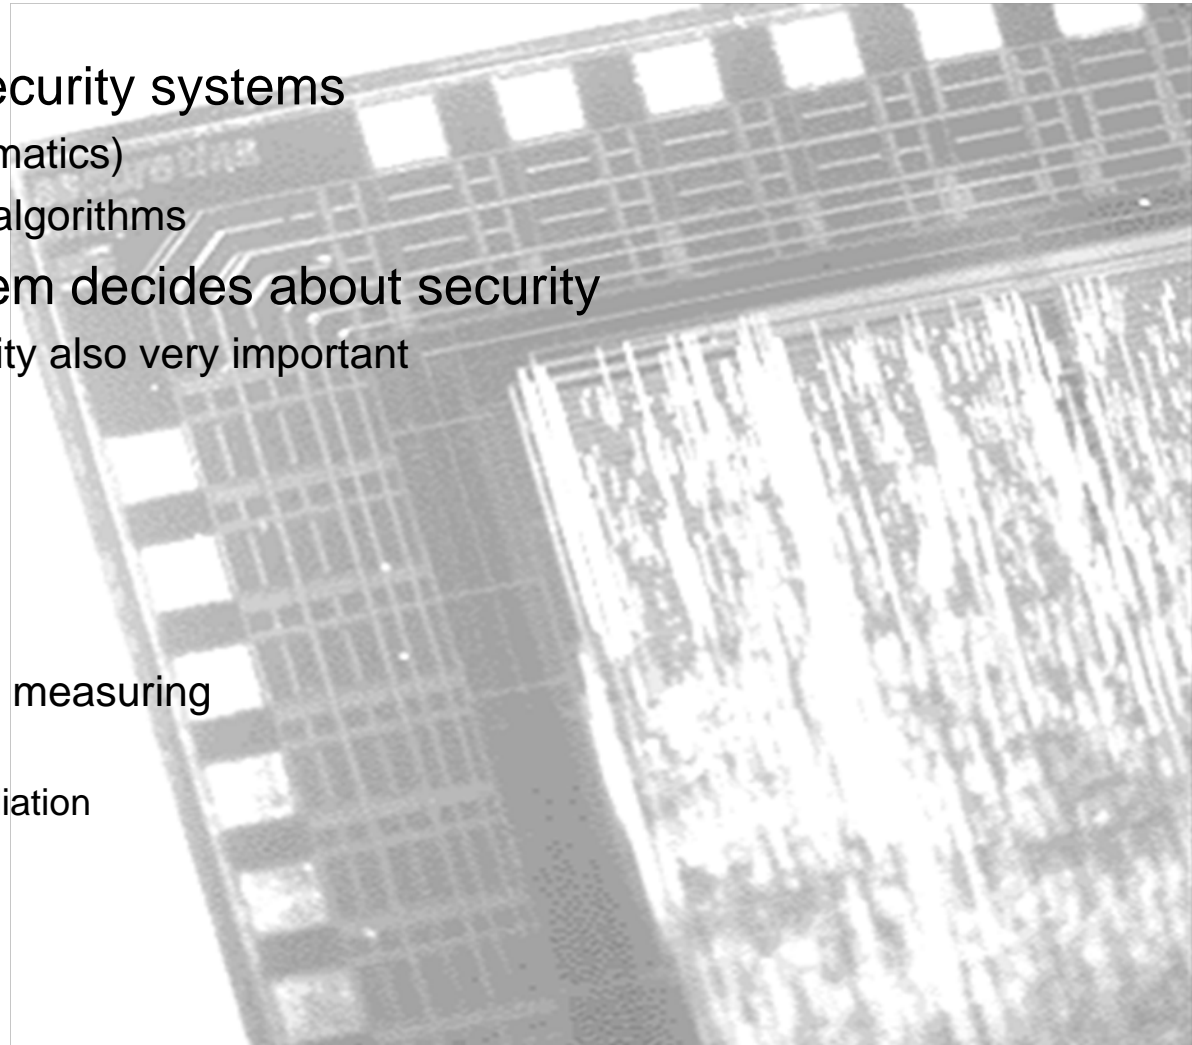 ecurity systems
matics)
algorithms
em decides about security
ity also very important
measuring
iation